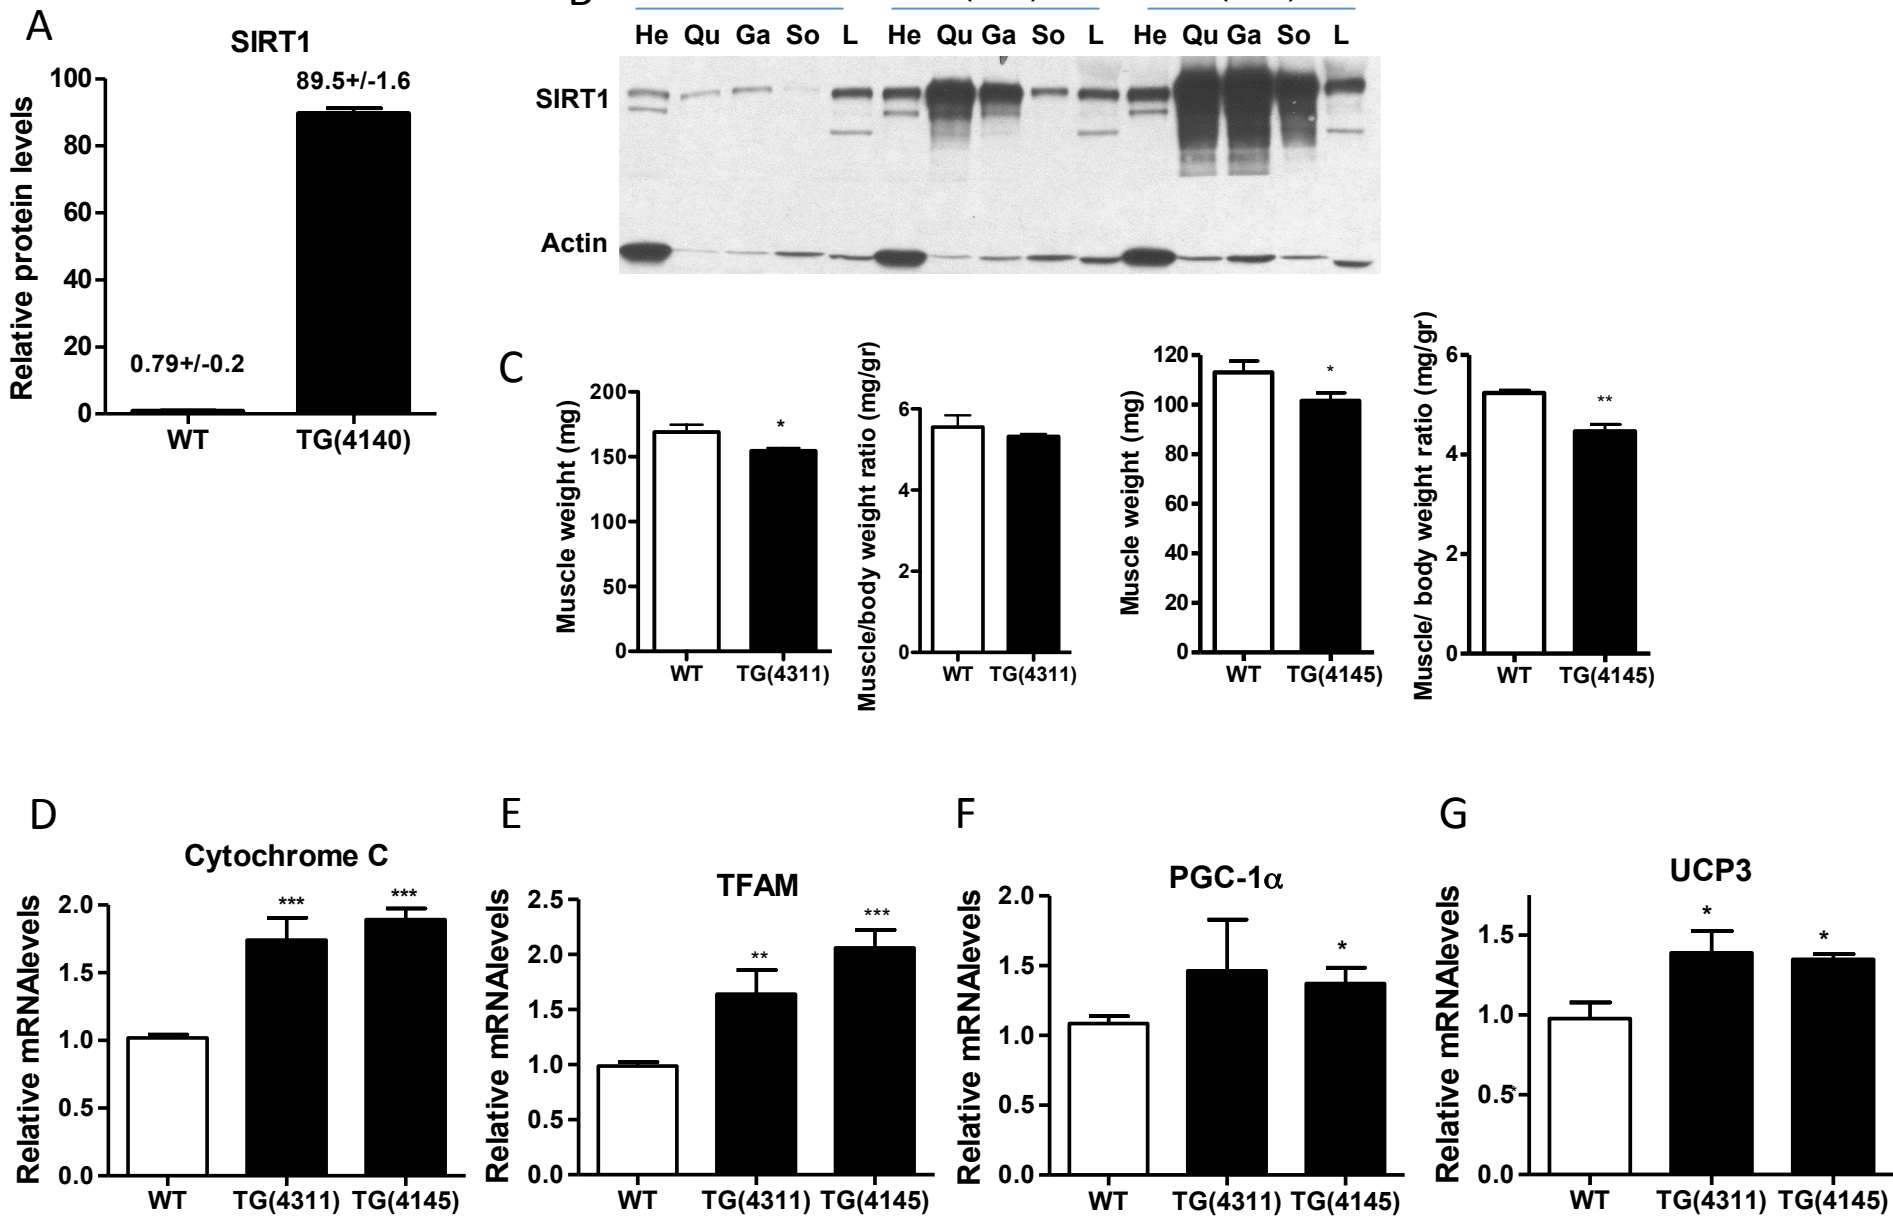 A
SIRT1
Relative protein levels
100
80
60
40
20
0
89.5+/-1.6
0.79+/-0.2
WT TG(4140)
He Qu Ga So L He Qu Ga So L He Qu Ga So L
SIRT1
Actin
C
Muscle weight (mg)
200
150
100
50
0
*
WT TG(4311)
Muscle/body weight ratio (mg/gr)
6
4
2
0
WT TG(4311)
Muscle weight (mg)
120
100
80
60
40
20
0
*
WT TG(4145)
Muscle/ body weight ratio (mg/gr)
6
4
2
0
**
WT TG(4145)
D
Cytochrome C
Relative mRNAlevels
2.0
1.5
1.0
0.5
0.0
***
***
WT TG(4311) TG(4145)
E
TFAM
Relative mRNAlevels
2.5
2.0
1.5
1.0
0.5
0.0
**
***
WT TG(4311) TG(4145)
F
PGC-1α
Relative mRNAlevels
2.0
1.5
1.0
0.5
0.0
*
WT TG(4311) TG(4145)
G
UCP3
Relative mRNAlevels
1.5
1.0
0.5
0.0
*
*
*
WT TG(4311) TG(4145)